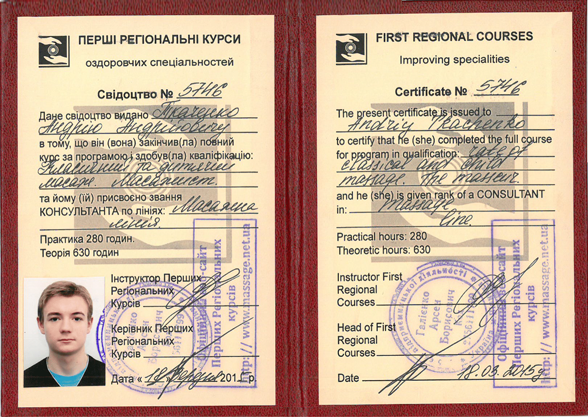 ПЕРШІ РЕГІОНАЛЬНІ КУРСИ
оздоровчих спеціальностей
Свідоцтво № 5746
Дане свідоцтво видано Ткаченко
Андрію Андрійовичу
в тому, що він (вона) закінчив(ла) повний
курс за програмою і здобув(ла) кваліфікацію:
Класичний та дитячий
масаж. Масажист.
та йому (їй) присвоєно звання
КОНСУЛЬТАНТА по лініях: Масажна
лінія.
Практика 280 годин.
Теорія 630 годин
Інструктор Перших
Регіональних
Курсів
Керівник Перших
Регіональних
Курсів
Дата « 18 201 р.
Офіційний сайт
Перших Регіональних
курсів
http://www.massage.net.ua
FIRST REGIONAL COURSES
Improving specialities
Certificate № 5746
The present certificate is issued to
Andriy Tkachenko
to certify that he (she) completed the full course
for program in qualification:
classical and
massage. The masseur
and he (she) is given rank of a CONSULTANT
in: Massage
line.
Practical hours: 280
Theoretic hours: 630
Instructor First
Regional
Courses
Head of First
Regional
Courses
Date 18.03.2015
Галієнко
Арсен
Борисович
Офіційний сайт
Перших Регіональних
курсів
http://www.massage.net.ua